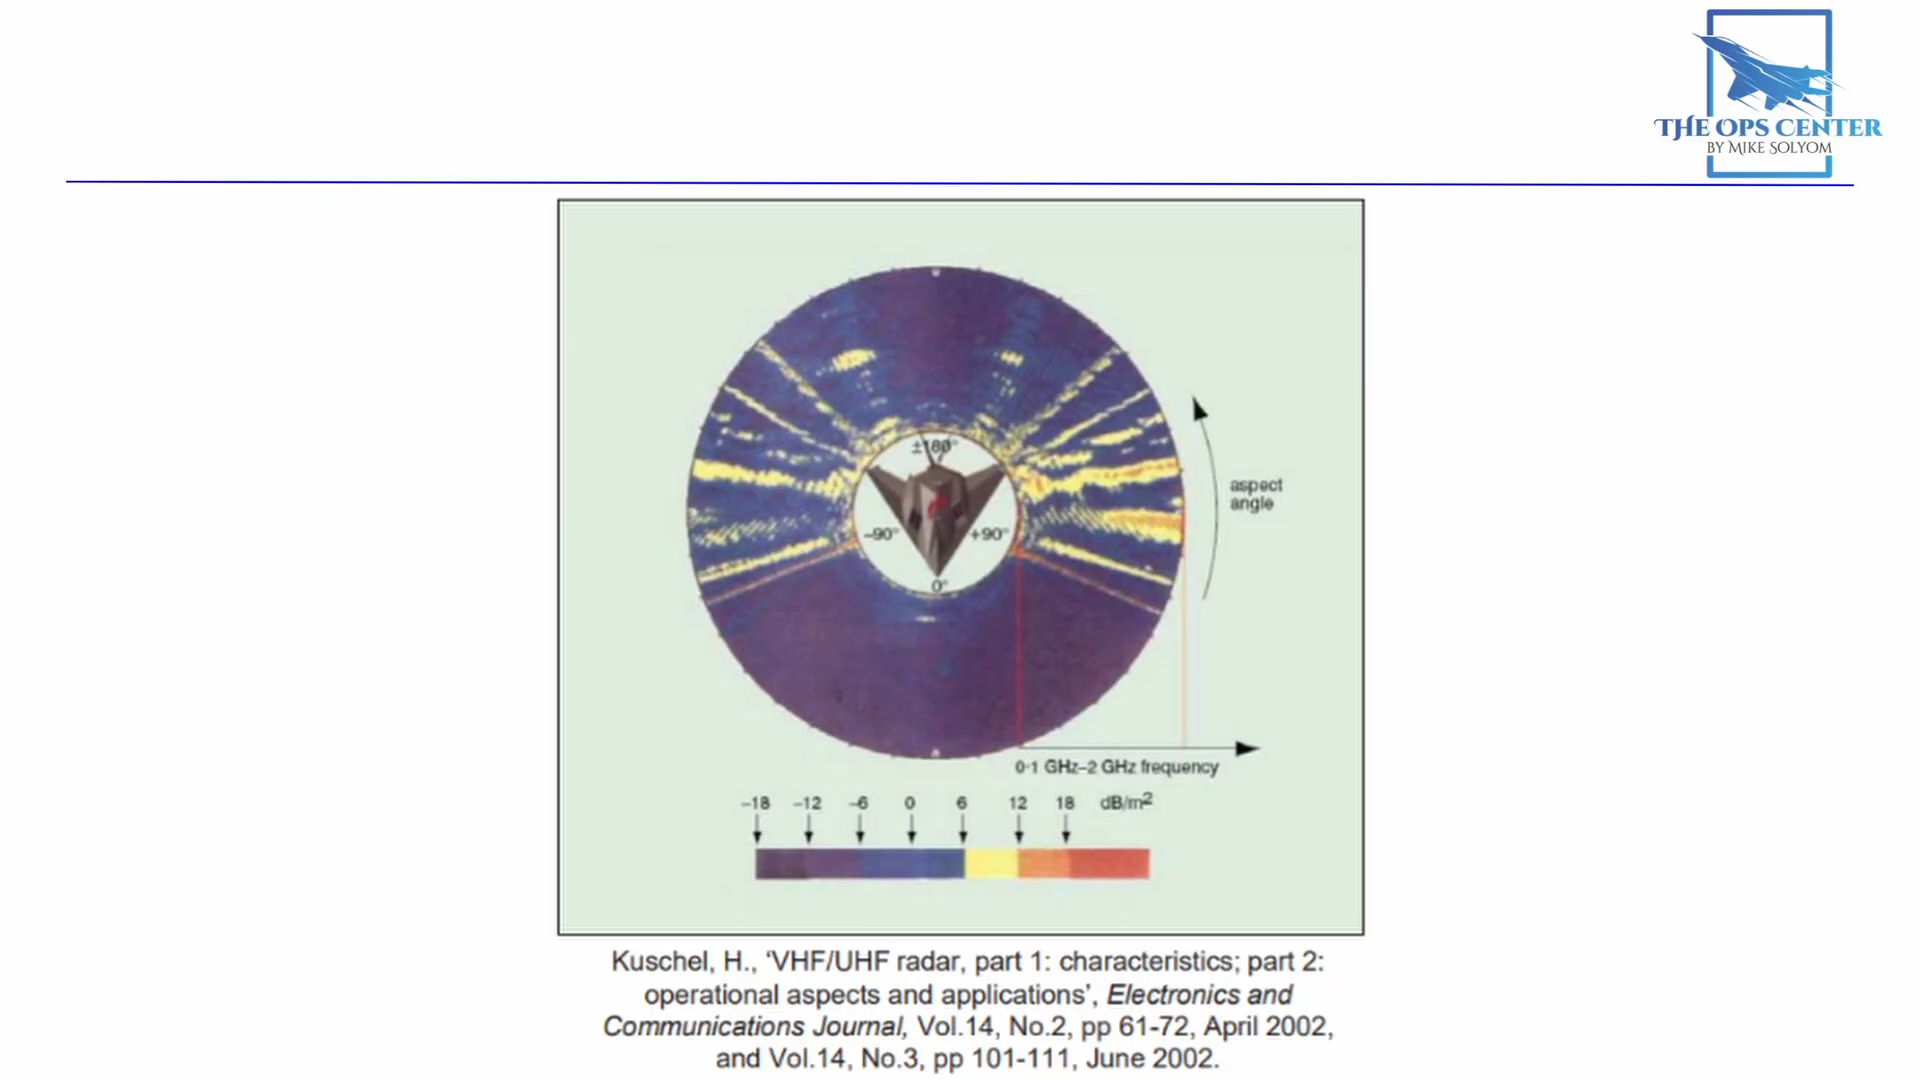 THE OPS CENTER
BY MIKE SOLYOM
±180°
−90°
+90°
0°
aspect
angle
0·1 GHz–2 GHz frequency
−18 −12 −6 0 6 12 18 dB/m²
Kuschel, H., ‘VHF/UHF radar, part 1: characteristics; part 2:
operational aspects and applications’, Electronics and
Communications Journal, Vol.14, No.2, pp 61-72, April 2002,
and Vol.14, No.3, pp 101-111, June 2002.